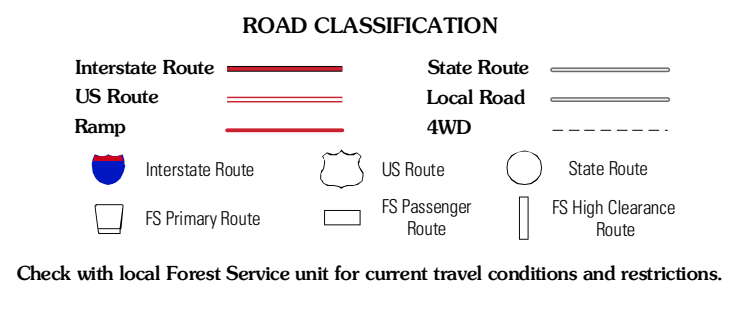 ROAD CLASSIFICATION
Interstate Route
State Route
US Route
Local Road
Ramp
4WD
Interstate Route
US Route
State Route
FS Primary Route
FS Passenger
Route
FS High Clearance
Route
Check with local Forest Service unit for current travel conditions and restrictions.